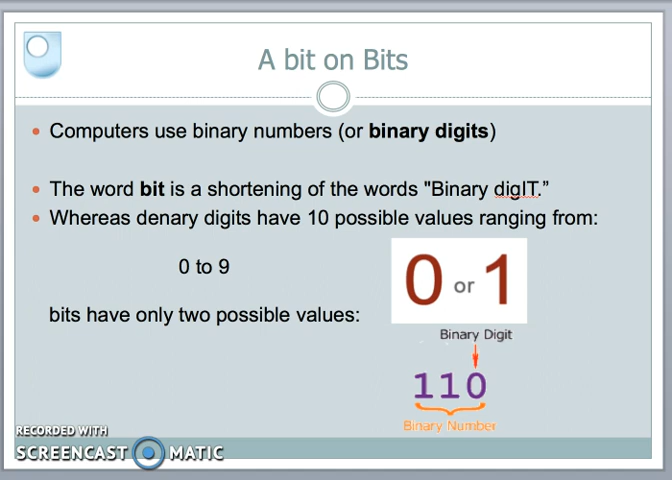 A bit on Bits
Computers use binary numbers (or binary digits)
The word bit is a shortening of the words "Binary digIT.”
Whereas denary digits have 10 possible values ranging from:
0 to 9
bits have only two possible values:
0 or 1
Binary Digit
110
Binary Number
RECORDED WITH
SCREENCAST MATIC